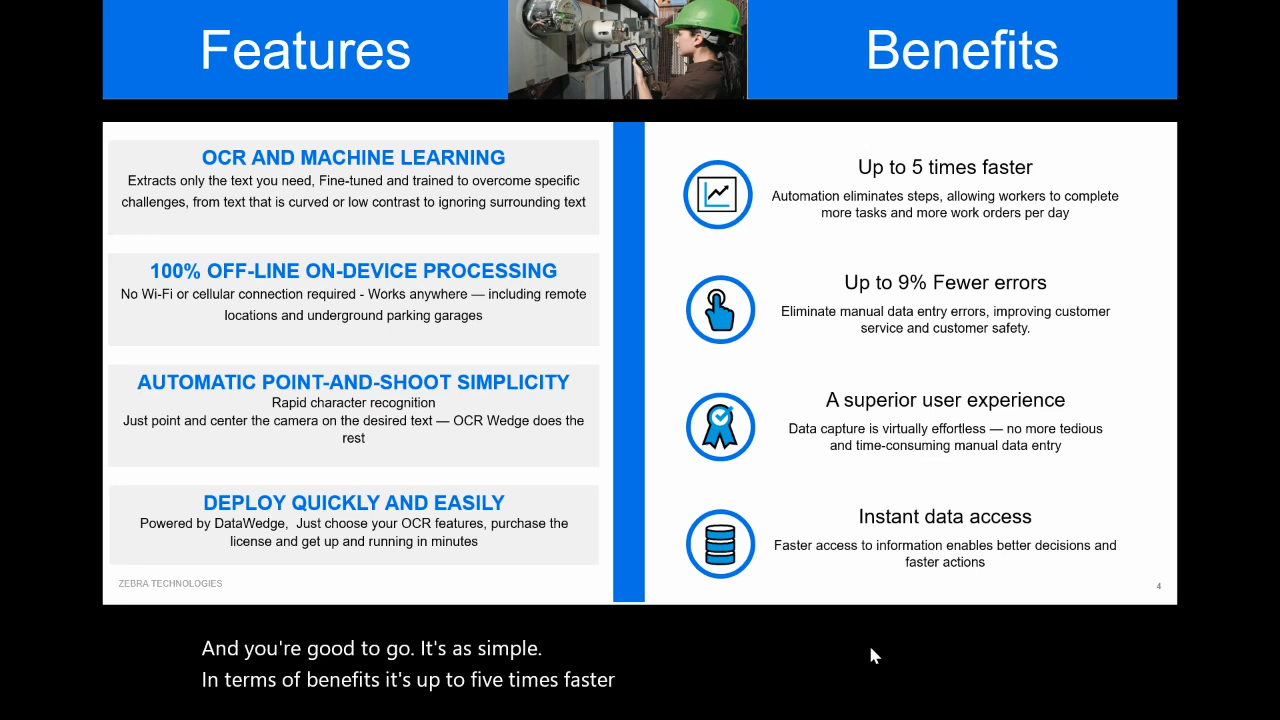 Features
Benefits
OCR AND MACHINE LEARNING
Extracts only the text you need, Fine-tuned and trained to overcome specific
challenges, from text that is curved or low contrast to ignoring surrounding text
100% OFF-LINE ON-DEVICE PROCESSING
No Wi-Fi or cellular connection required - Works anywhere — including remote
locations and underground parking garages
AUTOMATIC POINT-AND-SHOOT SIMPLICITY
Rapid character recognition
Just point and center the camera on the desired text — OCR Wedge does the
rest
DEPLOY QUICKLY AND EASILY
Powered by DataWedge,  Just choose your OCR features, purchase the
license and get up and running in minutes
ZEBRA TECHNOLOGIES
Up to 5 times faster
Automation eliminates steps, allowing workers to complete
more tasks and more work orders per day
Up to 9% Fewer errors
Eliminate manual data entry errors, improving customer
service and customer safety.
A superior user experience
Data capture is virtually effortless — no more tedious
and time-consuming manual data entry
Instant data access
Faster access to information enables better decisions and
faster actions
4
And you're good to go. It's as simple.
In terms of benefits it's up to five times faster